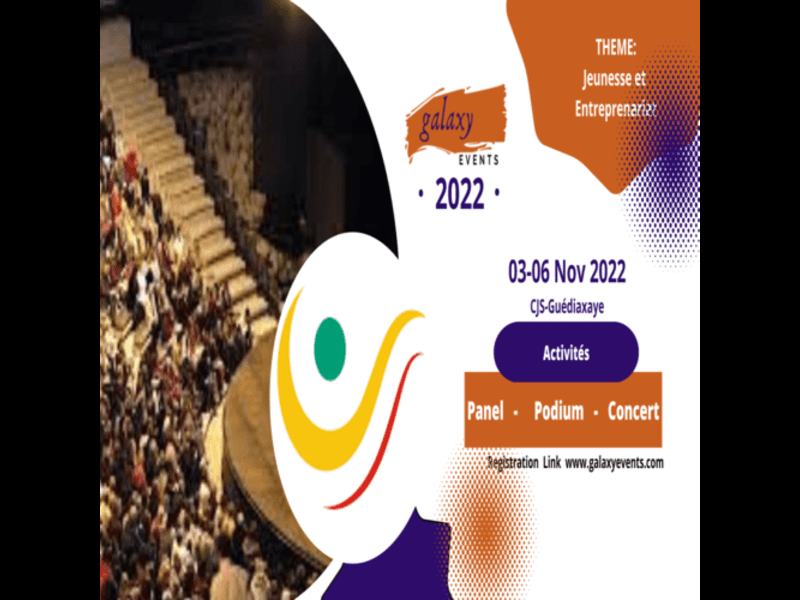 THEME:
Jeunesse et
Entreprenariat
galaxy
EVENTS
• 2022 •
03-06 Nov 2022
CJS-Guédiaxaye
Activités
Panel - Podium - Concert
Registration Link www.galaxyevents.com